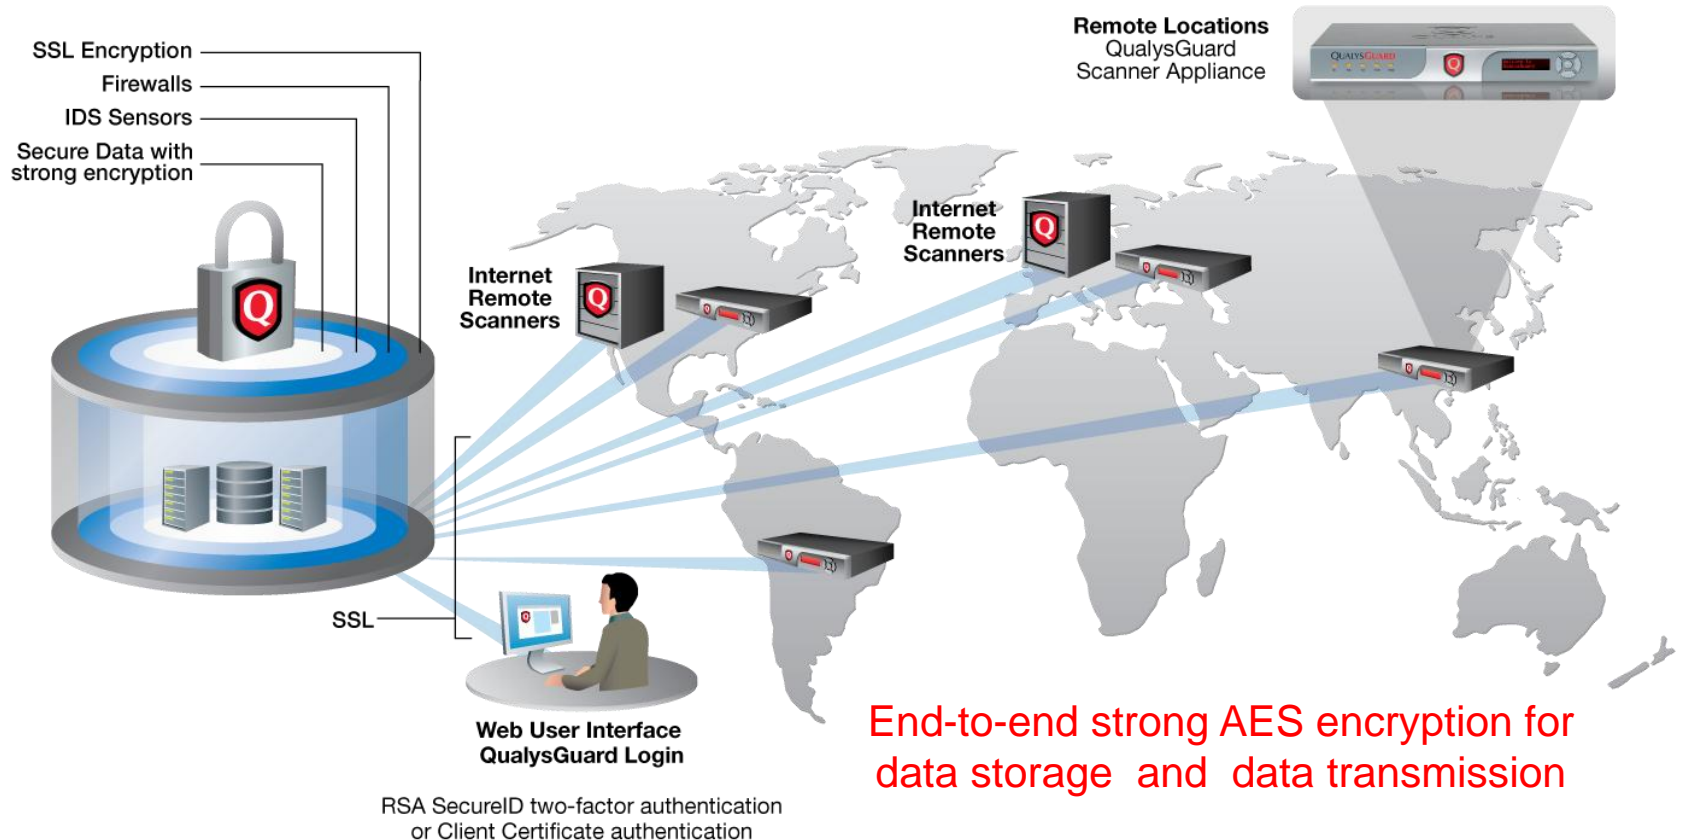 SSL Encryption
Firewalls
IDS Sensors
Secure Data with
strong encryption
Remote Locations
QualysGuard
Scanner Appliance
QUALYSGUARD
Q
Internet
Remote
Scanners
Q
Internet
Remote
Scanners
Q
Q
SSL
Q
Web User Interface
QualysGuard Login
RSA SecureID two-factor authentication
or Client Certificate authentication
End-to-end strong AES encryption for
data storage and data transmission